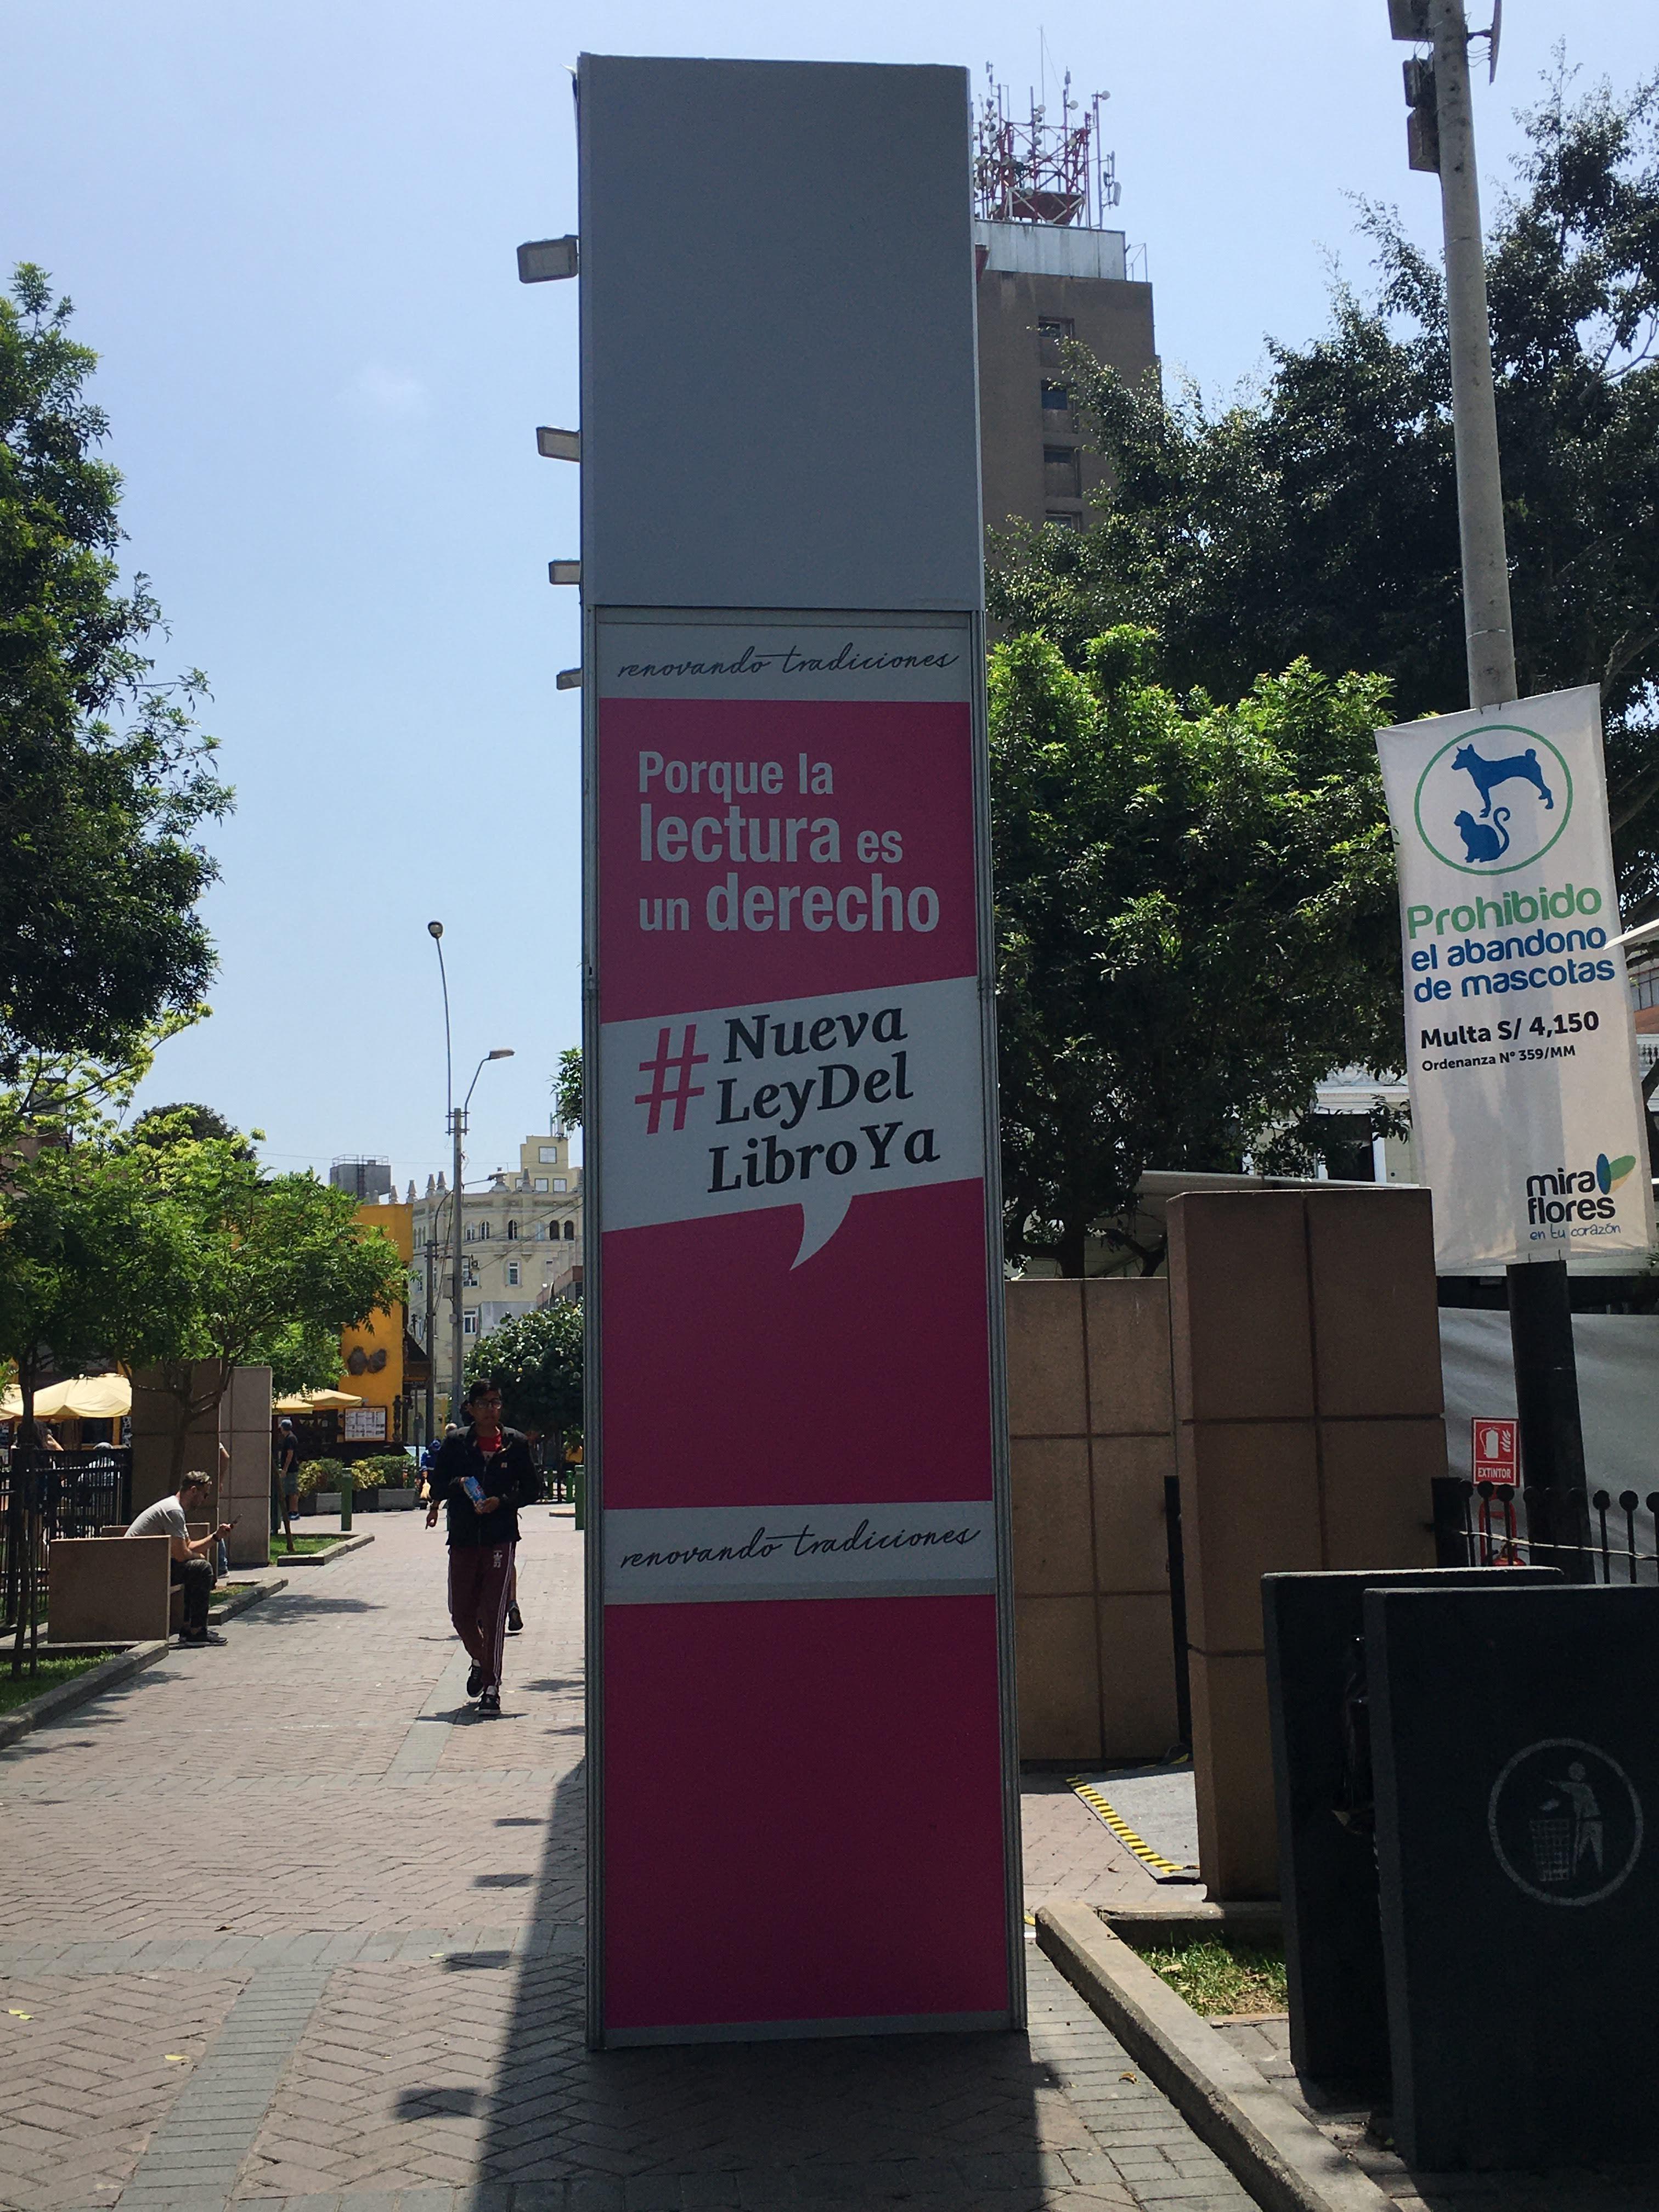 renovando tradiciones
Porque la
lectura es
un derecho
#Nueva
LeyDel
LibroYa
renovando tradiciones
Prohibido
el abandono
de mascotas
Multa S/ 4,150
Ordenanza Nº 359/MM
mira
flores
en tu corazón
EXTINTOR